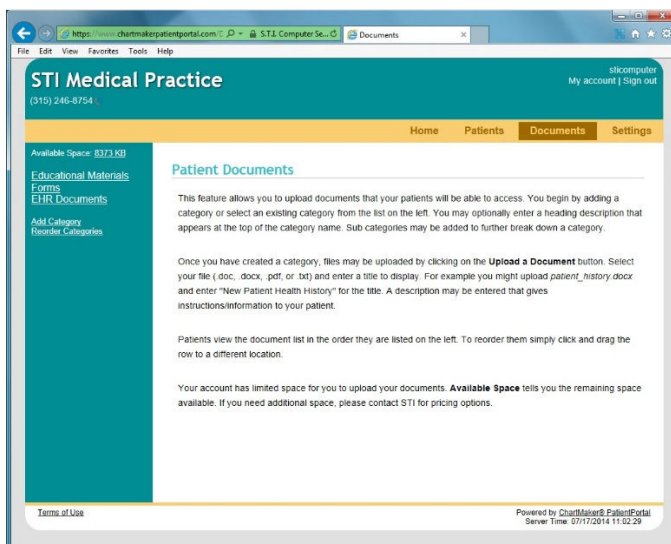 https://www.chartmakerpatientportal.com/
S.T.I. Computer Se...
Documents
File Edit View Favorites Tools Help
STI Medical Practice
(315) 246-8754
sticomputer
My account | Sign out
Home Patients Documents Settings
Available Space: 8373 KB
Educational Materials
Forms
EHR Documents
Add Category
Reorder Categories
Patient Documents
This feature allows you to upload documents that your patients will be able to access. You begin by adding a
category or select an existing category from the list on the left. You may optionally enter a heading description that
appears at the top of the category name. Sub categories may be added to further break down a category.
Once you have created a category, files may be uploaded by clicking on the Upload a Document button. Select
your file (.doc, .docx, .pdf, or .txt) and enter a title to display. For example you might upload patient_history.docx
and enter "New Patient Health History" for the title. A description may be entered that gives
instructions/information to your patient.
Patients view the document list in the order they are listed on the left. To reorder them simply click and drag the
row to a different location.
Your account has limited space for you to upload your documents. Available Space tells you the remaining space
available. If you need additional space, please contact STI for pricing options.
Terms of Use
Powered by ChartMaker® PatientPortal
Server Time: 07/17/2014 11:02:29